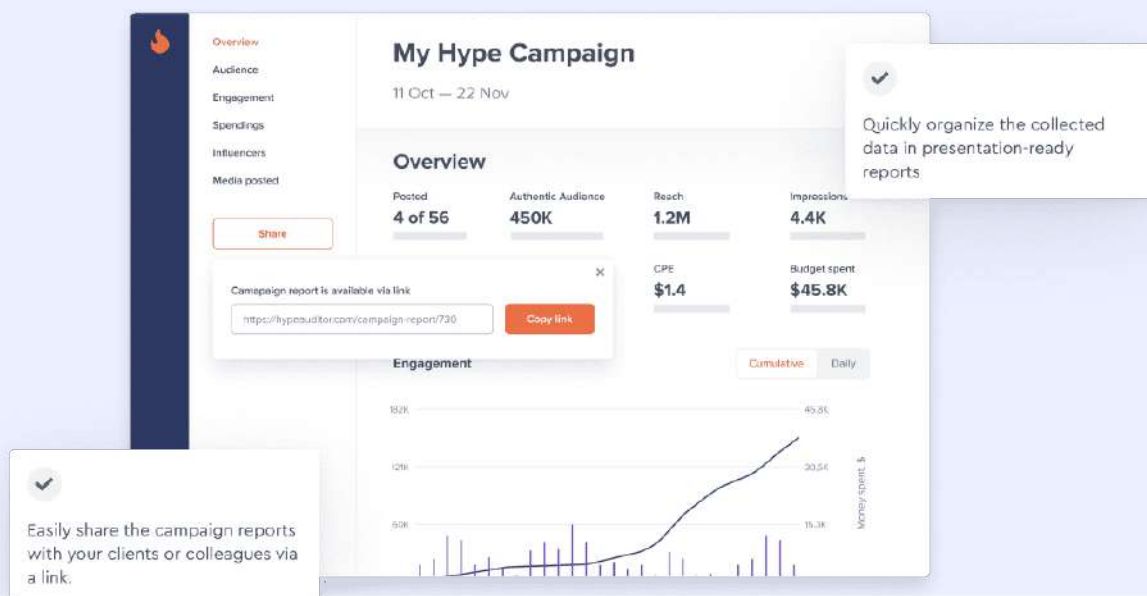 Overview
Audience
Engagement
Spendings
Influencers
Media posted
Share
My Hype Campaign
11 Oct — 22 Nov
Quickly organize the collected
data in presentation-ready
reports
Overview
Posted
4 of 56
Authentic Audience
450K
Reach
1.2M
Impressions
4.4K
CPE
$1.4
Budget spent
$45.8K
Camapaign report is available via link
https://hypeauditor.com/campaign-report/730
Copy link
Engagement
Cumulative
Daily
182K
121K
60K
45.8K
30.5K
15.3K
Money spent, $
Easily share the campaign reports
with your clients or colleagues via
a link.